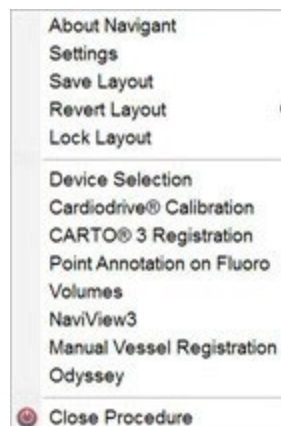 About Navigant
Settings
Save Layout
Revert Layout
Lock Layout
Device Selection
Cardiodrive® Calibration
CARTO® 3 Registration
Point Annotation on Fluoro
Volumes
NaviView3
Manual Vessel Registration
Odyssey
Close Procedure